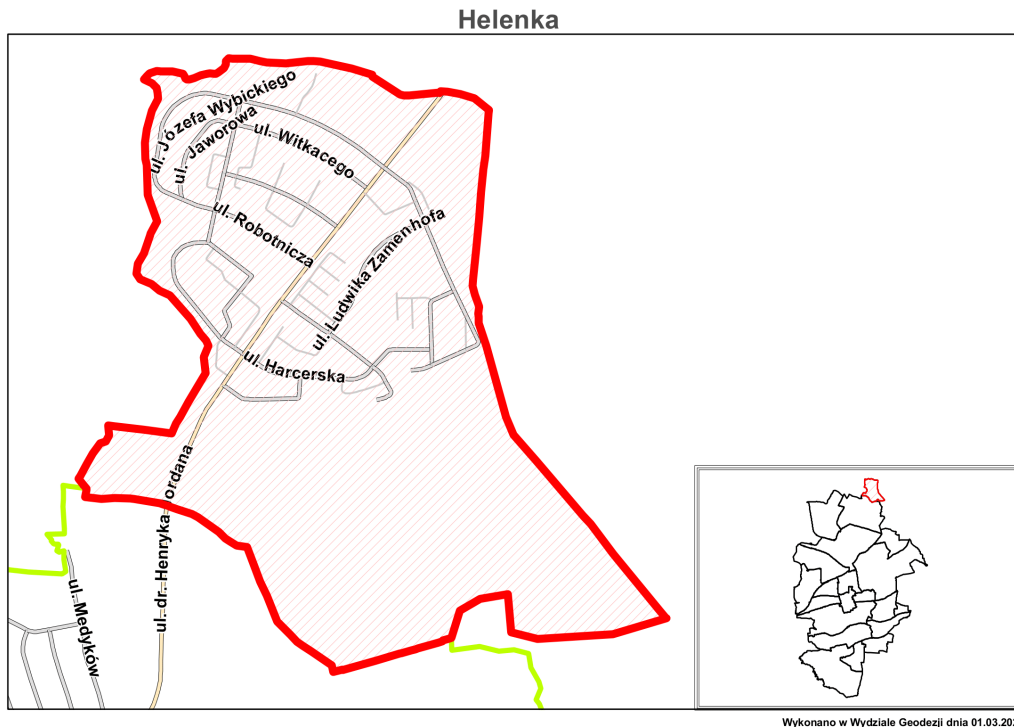 Helenka
ul. Józefa Wybickiego
ul. Jaworowa
ul. Witkacego
ul. Robotnicza
ul. Ludwika Zamenhofa
ul. Harcerska
ul. dr. Henryka Jordana
ul. Medyków
Wykonano w Wydziale Geodezji dnia 01.03.202